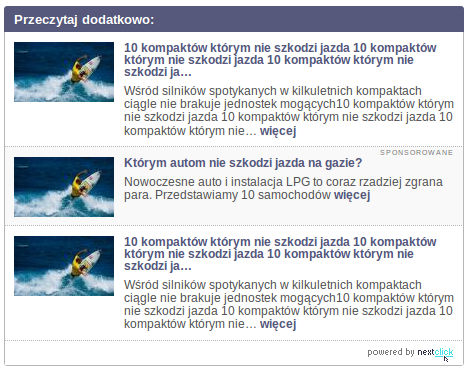 Przeczytaj dodatkowo:
10 kompaktów którym nie szkodzi jazda 10 kompaktów
którym nie szkodzi jazda 10 kompaktów którym nie
szkodzi ja…
Wśród silników spotykanych w kilkuletnich kompaktach
ciągle nie brakuje jednostek mogących10 kompaktów którym
nie szkodzi jazda 10 kompaktów którym nie szkodzi jazda 10
kompaktów którym nie… więcej
SPONSOROWANE
Którym autom nie szkodzi jazda na gazie?
Nowoczesne auto i instalacja LPG to coraz rzadziej zgrana
para. Przedstawiamy 10 samochodów więcej
10 kompaktów którym nie szkodzi jazda 10 kompaktów
którym nie szkodzi jazda 10 kompaktów którym nie
szkodzi ja…
Wśród silników spotykanych w kilkuletnich kompaktach
ciągle nie brakuje jednostek mogących10 kompaktów którym
nie szkodzi jazda 10 kompaktów którym nie szkodzi jazda 10
kompaktów którym nie… więcej
powered by nextclick